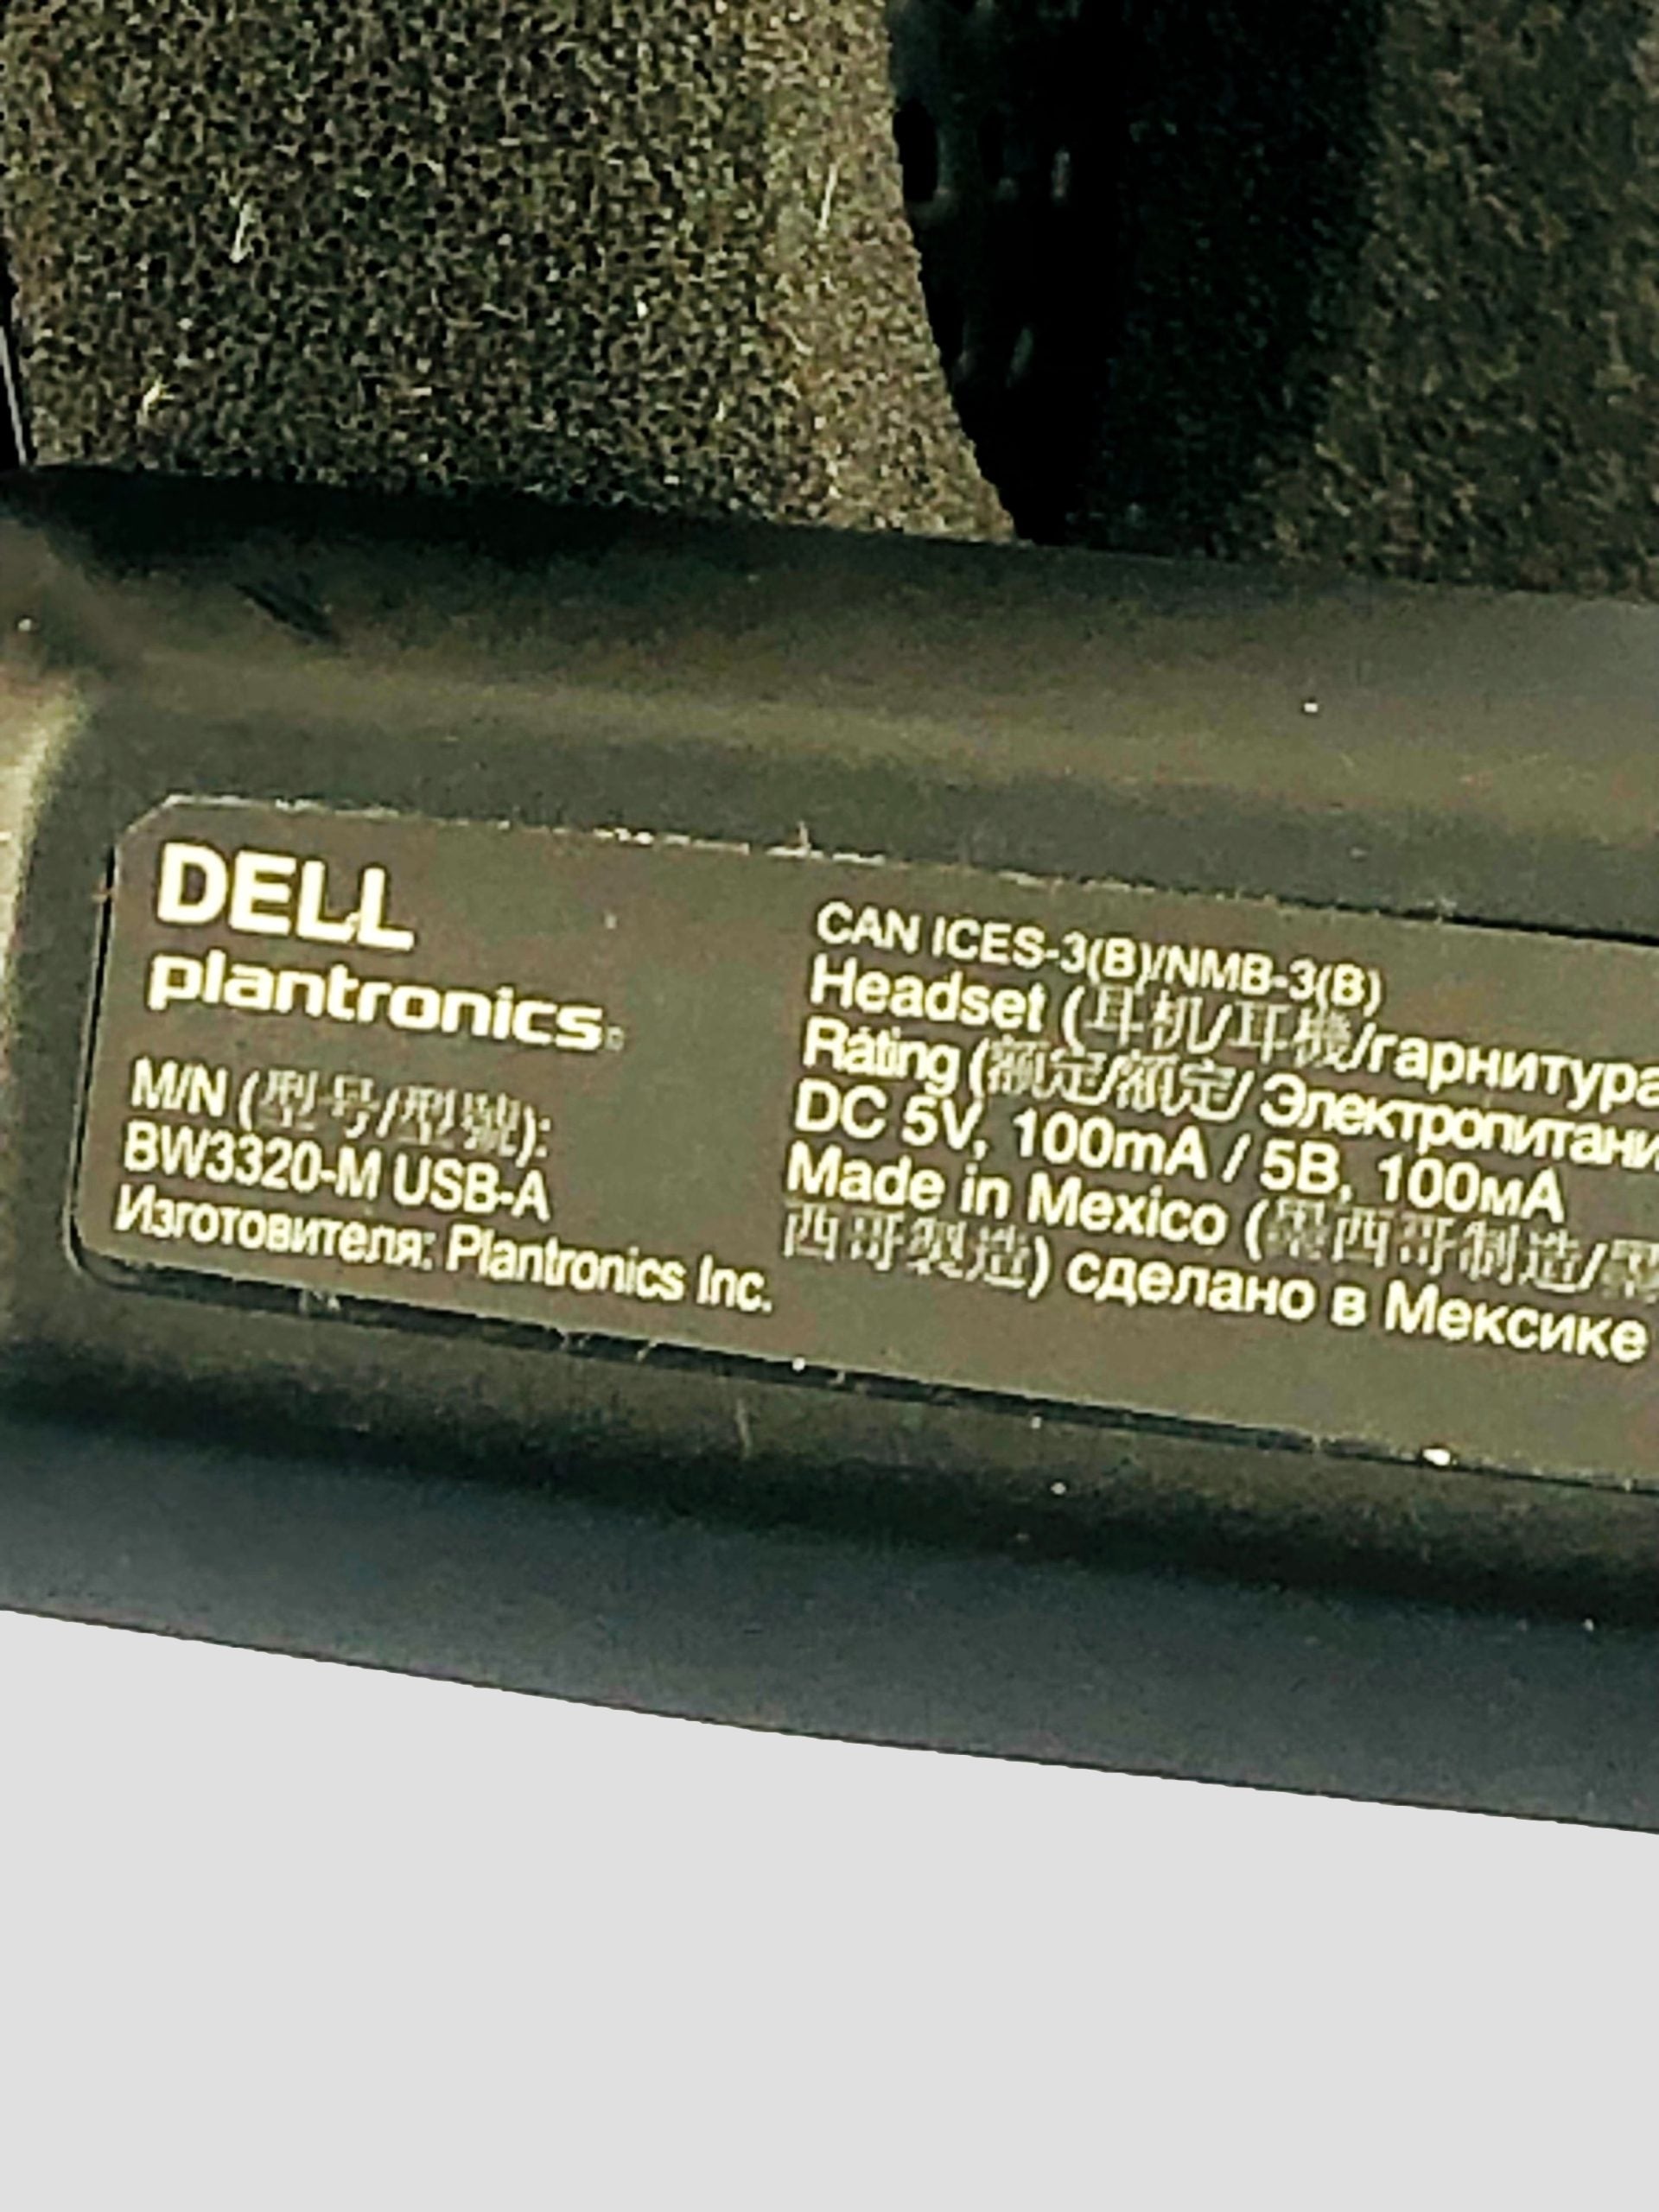 DELL
plantronics
M/N (型号/型號):
BW3320-M USB-A
Изготовителя: Plantronics Inc.
CAN ICES-3(B)/NMB-3(B)
Headset (耳机/耳機/гарнитура
Rating (额定/額定/ Электропитани
DC 5V, 100mA / 5В, 100мА
Made in Mexico (墨西哥制造/墨
西哥製造) сделано в Мексике